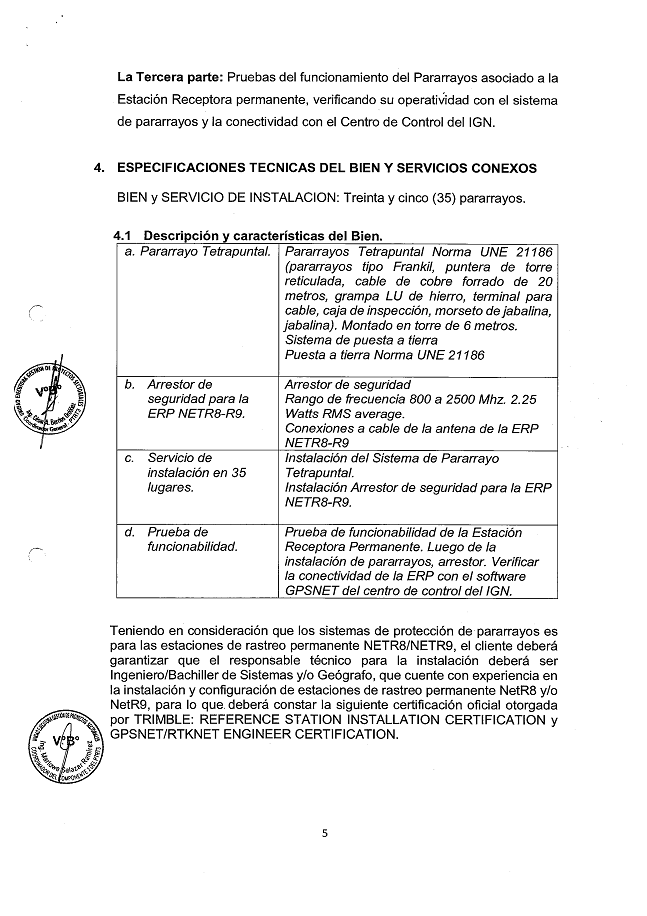 La Tercera parte: Pruebas del funcionamiento del Pararrayos asociado a la
Estación Receptora permanente, verificando su operatividad con el sistema
de pararrayos y la conectividad con el Centro de Control del IGN.
4. ESPECIFICACIONES TECNICAS DEL BIEN Y SERVICIOS CONEXOS
BIEN y SERVICIO DE INSTALACION: Treinta y cinco (35) pararrayos.
4.1 Descripción y características del Bien.
a. Pararrayo Tetrapuntal.
Pararrayos Tetrapuntal Norma UNE 21186
(pararrayos tipo Frankil, puntera de torre
reticulada, cable de cobre forrado de 20
metros, grampa LU de hierro, terminal para
cable, caja de inspección, morseto de jabalina,
jabalina). Montado en torre de 6 metros.
Sistema de puesta a tierra
Puesta a tierra Norma UNE 21186
b. Arrestor de
seguridad para la
ERP NETR8-R9.
Arrestor de seguridad
Rango de frecuencia 800 a 2500 Mhz. 2.25
Watts RMS average.
Conexiones a cable de la antena de la ERP
NETR8-R9
c. Servicio de
instalación en 35
lugares.
Instalación del Sistema de Pararrayo
Tetrapuntal.
Instalación Arrestor de seguridad para la ERP
NETR8-R9.
d. Prueba de
funcionabilidad.
Prueba de funcionabilidad de la Estación
Receptora Permanente. Luego de la
instalación de pararrayos, arrestor. Verificar
la conectividad de la ERP con el software
GPSNET del centro de control del IGN.
Teniendo en consideración que los sistemas de protección de pararrayos es
para las estaciones de rastreo permanente NETR8/NETR9, el cliente deberá
garantizar que el responsable técnico para la instalación deberá ser
Ingeniero/Bachiller de Sistemas y/o Geógrafo, que cuente con experiencia en
la instalación y configuración de estaciones de rastreo permanente NetR8 y/o
NetR9, para lo que deberá constar la siguiente certificación oficial otorgada
por TRIMBLE: REFERENCE STATION INSTALLATION CERTIFICATION y
GPSNET/RTKNET ENGINEER CERTIFICATION.
VºBº
VºBº
Ing. Marlowe Salazar Ramirez
5